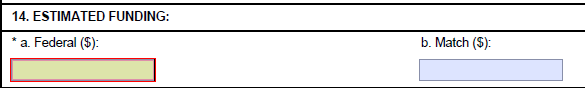 14. ESTIMATED FUNDING:
* a. Federal ($): b. Match ($):